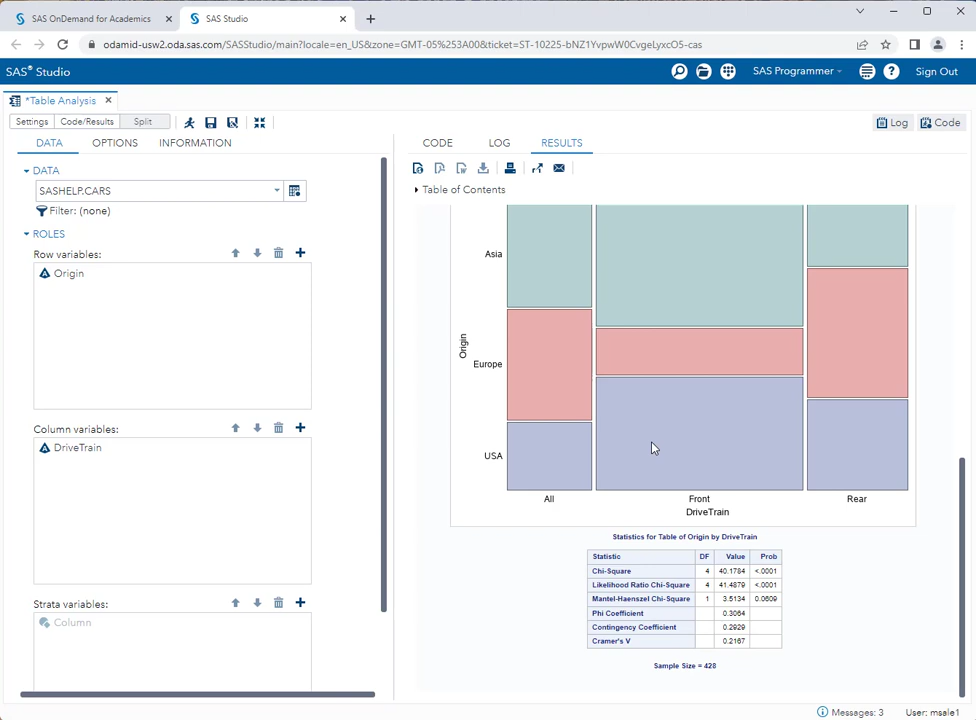 SAS OnDemand for Academics
SAS Studio
odamid-usw2.oda.sas.com/SASStudio/main?locale=en_US&zone=GMT-05%253A00&ticket=ST-10225-bNZ1YvpwW0CvgeLyxcO5-cas
SAS® Studio
SAS Programmer
Sign Out
*Table Analysis
Settings
Code/Results
Split
Log
Code
DATA
OPTIONS
INFORMATION
CODE
LOG
RESULTS
DATA
SASHELP.CARS
Filter: (none)
ROLES
Row variables:
Origin
Column variables:
DriveTrain
Strata variables:
Column
Table of Contents
Asia
Origin
Europe
USA
All Front Rear
DriveTrain
Statistics for Table of Origin by DriveTrain
Statistic DF Value Prob
Chi-Square 4 40.1784 <.0001
Likelihood Ratio Chi-Square 4 41.4879 <.0001
Mantel-Haenszel Chi-Square 1 3.5134 0.0609
Phi Coefficient 0.3064
Contingency Coefficient 0.2929
Cramer's V 0.2167
Sample Size = 428
Messages: 3
User: msale1